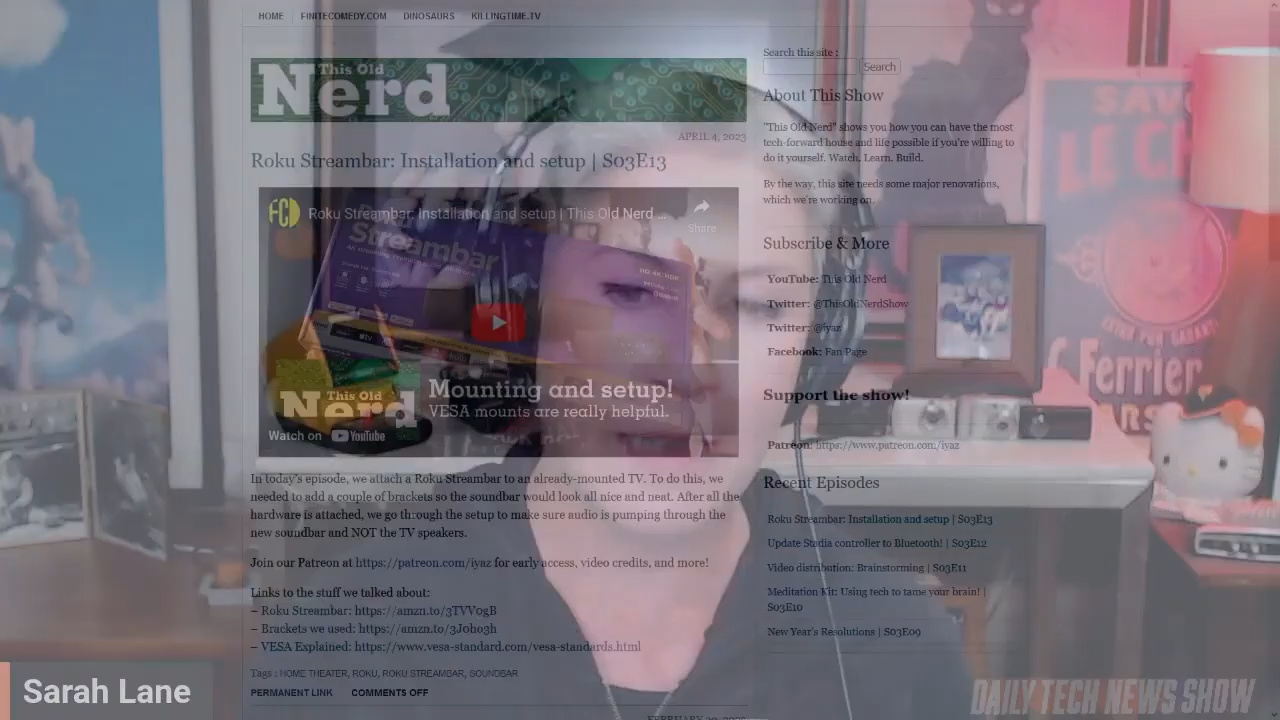 HOME FINITECOMEDY.COM DINOSAURS KILLINGTIME.TV
This Old
Nerd
APRIL 4, 2023
Roku Streambar: Installation and setup | S03E13
FCD
Roku Streambar: Installation and setup | This Old Nerd ...
Share
Streambar
Mounting and setup!
VESA mounts are really helpful.
This Old
Nerd
Watch on YouTube
In today's episode, we attach a Roku Streambar to an already-mounted TV. To do this, we
needed to add a couple of brackets so the soundbar would look all nice and neat. After all the
hardware is attached, we go through the setup to make sure audio is pumping through the
new soundbar and NOT the TV speakers.
Join our Patreon at https://patreon.com/iyaz for early access, video credits, and more!
Links to the stuff we talked about:
– Roku Streambar: https://amzn.to/3TVV0gB
– Brackets we used: https://amzn.to/3J0ho3h
– VESA Explained: https://www.vesa-standard.com/vesa-standards.html
Tags : HOME THEATER, ROKU, ROKU STREAMBAR, SOUNDBAR
PERMANENT LINK COMMENTS OFF
Search this site :
Search
About This Show
"This Old Nerd" shows you how you can have the most
tech-forward house and life possible if you're willing to
do it yourself. Watch. Learn. Build.
By the way, this site needs some major renovations,
which we're working on.
Subscribe & More
YouTube: This Old Nerd
Twitter: @ThisOldNerdShow
Twitter: @iyaz
Facebook: Fan Page
Support the show!
Patreon: https://www.patreon.com/iyaz
Recent Episodes
Roku Streambar: Installation and setup | S03E13
Update Stadia controller to Bluetooth! | S03E12
Video distribution: Brainstorming | S03E11
Meditation Kit: Using tech to tame your brain! |
S03E10
New Year's Resolutions | S03E09
SAV
LE CH
Ferrier
Sarah Lane
DAILY TECH NEWS SHOW